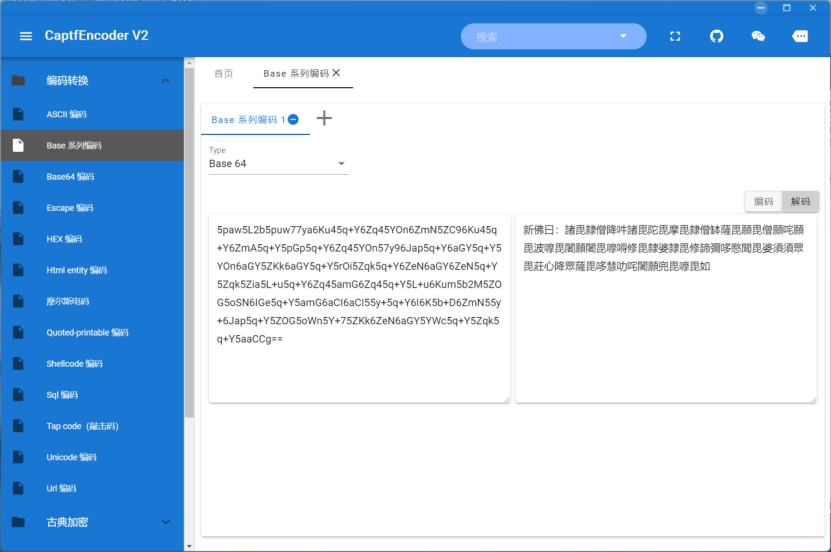 CaptfEncoder V2
搜索
编码转换
ASCII 编码
Base 系列编码
Base64 编码
Escape 编码
HEX 编码
Html entity 编码
摩尔斯电码
Quoted-printable 编码
Shellcode 编码
Sql 编码
Tap code（敲击码）
Unicode 编码
Url 编码
古典加密
首页
Base 系列编码
Base 系列编码 1
Type
Base 64
编码
解码
5paw5L2b5puw77ya6Ku45q+Y6Zq45YOn6ZmN5ZC96Ku45q
+Y6ZmA5q+Y5pGp5q+Y6Zq45YOn57y96Jap5q+Y6aGY5q+Y5
YOn6aGY5ZKk6aGY5q+Y5rOi5Zqk5q+Y6ZeN6aGY6ZeN5q+Y
5Zqk5Zia5L+u5q+Y6Zq45amG6Zq45q+Y5L+u6Kum5b2M5ZO
G5oSN6IGe5q+Y5amG6aCI6aCI55y+5q+Y6I6K5b+D6ZmN55y
+6Jap5q+Y5ZOG5oWn5Y+75ZKk6ZeN6aGY5YWc5q+Y5Zqk5
q+Y5aaCCg==
新佛曰：諸毘隸僧降吽諸毘陀毘摩毘隸僧缽薩毘願毘僧願咤願
毘波嚤毘闍願闍毘嚤嘚修毘隸婆隸毘修諦彌哆愍聞毘婆須須眾
毘莊心降眾薩毘哆慧叻咤闍願兜毘嚤毘如